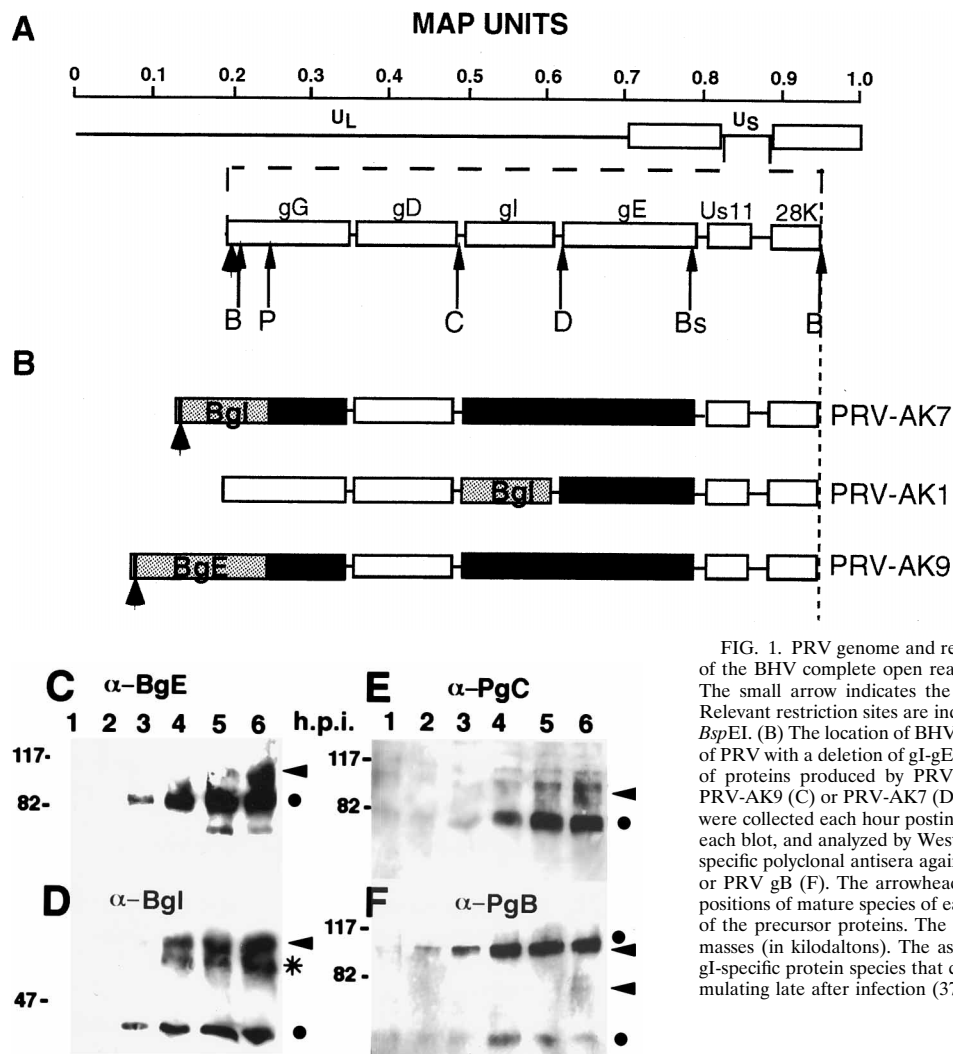 A
MAP UNITS
0 0.1 0.2 0.3 0.4 0.5 0.6 0.7 0.8 0.9 1.0
UL US
gG gD gI gE Us11 28K
B P C D Bs B
B
BgI PRV-AK7
BgI PRV-AK1
BgE PRV-AK9
C α-BgE
1 2 3 4 5 6 h.p.i.
117-
82-
D α-BgI
47-
E α-PgC
1 2 3 4 5 6
117-
82-
F α-PgB
117-
82-
FIG. 1. PRV genome and re
of the BHV complete open rea
The small arrow indicates the
Relevant restriction sites are inc
BspEI. (B) The location of BHV
of PRV with a deletion of gI-gE
of proteins produced by PRV
PRV-AK9 (C) or PRV-AK7 (D
were collected each hour postin
each blot, and analyzed by West
specific polyclonal antisera again
or PRV gB (F). The arrowhead
positions of mature species of ea
of the precursor proteins. The
masses (in kilodaltons). The as
gI-specific protein species that c
mulating late after infection (37